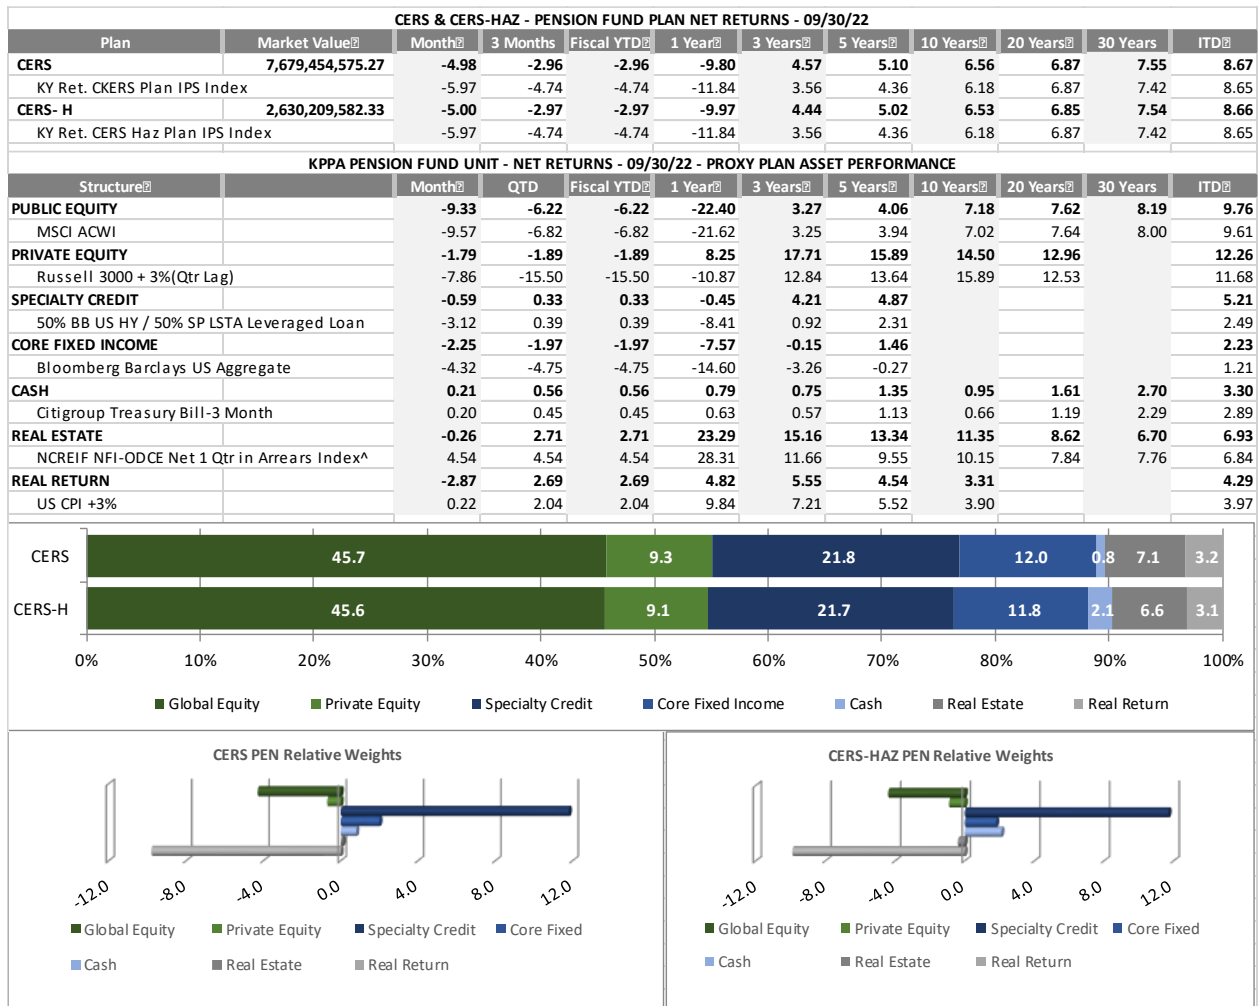 CERS & CERS-HAZ - PENSION FUND PLAN NET RETURNS - 09/30/22
Plan Market Value Month 3 Months Fiscal YTD 1 Year 3 Years 5 Years 10 Years 20 Years 30 Years ITD
CERS 7,679,454,575.27 -4.98 -2.96 -2.96 -9.80 4.57 5.10 6.56 6.87 7.55 8.67
KY Ret. CKERS Plan IPS Index -5.97 -4.74 -4.74 -11.84 3.56 4.36 6.18 6.87 7.42 8.65
CERS- H 2,630,209,582.33 -5.00 -2.97 -2.97 -9.97 4.44 5.02 6.53 6.85 7.54 8.66
KY Ret. CERS Haz Plan IPS Index -5.97 -4.74 -4.74 -11.84 3.56 4.36 6.18 6.87 7.42 8.65
KPPA PENSION FUND UNIT - NET RETURNS - 09/30/22 - PROXY PLAN ASSET PERFORMANCE
Structure Month QTD Fiscal YTD 1 Year 3 Years 5 Years 10 Years 20 Years 30 Years ITD
PUBLIC EQUITY -9.33 -6.22 -6.22 -22.40 3.27 4.06 7.18 7.62 8.19 9.76
MSCI ACWI -9.57 -6.82 -6.82 -21.62 3.25 3.94 7.02 7.64 8.00 9.61
PRIVATE EQUITY -1.79 -1.89 -1.89 8.25 17.71 15.89 14.50 12.96 12.26
Russell 3000 + 3%(Qtr Lag) -7.86 -15.50 -15.50 -10.87 12.84 13.64 15.89 12.53 11.68
SPECIALTY CREDIT -0.59 0.33 0.33 -0.45 4.21 4.87 5.21
50% BB US HY / 50% SP LSTA Leveraged Loan -3.12 0.39 0.39 -8.41 0.92 2.31 2.49
CORE FIXED INCOME -2.25 -1.97 -1.97 -7.57 -0.15 1.46 2.23
Bloomberg Barclays US Aggregate -4.32 -4.75 -4.75 -14.60 -3.26 -0.27 1.21
CASH 0.21 0.56 0.56 0.79 0.75 1.35 0.95 1.61 2.70 3.30
Citigroup Treasury Bill-3 Month 0.20 0.45 0.45 0.63 0.57 1.13 0.66 1.19 2.29 2.89
REAL ESTATE -0.26 2.71 2.71 23.29 15.16 13.34 11.35 8.62 6.70 6.93
NCREIF NFI-ODCE Net 1 Qtr in Arrears Index^ 4.54 4.54 4.54 28.31 11.66 9.55 10.15 7.84 7.76 6.84
REAL RETURN -2.87 2.69 2.69 4.82 5.55 4.54 3.31 4.29
US CPI +3% 0.22 2.04 2.04 9.84 7.21 5.52 3.90 3.97
CERS 45.7 9.3 21.8 12.0 0.8 7.1 3.2
CERS-H 45.6 9.1 21.7 11.8 2.1 6.6 3.1
0% 10% 20% 30% 40% 50% 60% 70% 80% 90% 100%
Global Equity Private Equity Specialty Credit Core Fixed Income Cash Real Estate Real Return
CERS PEN Relative Weights
-12.0 -8.0 -4.0 0.0 4.0 8.0 12.0
Global Equity Private Equity Specialty Credit Core Fixed
Cash Real Estate Real Return
CERS-HAZ PEN Relative Weights
-12.0 -8.0 -4.0 0.0 4.0 8.0 12.0
Global Equity Private Equity Specialty Credit Core Fixed
Cash Real Estate Real Return